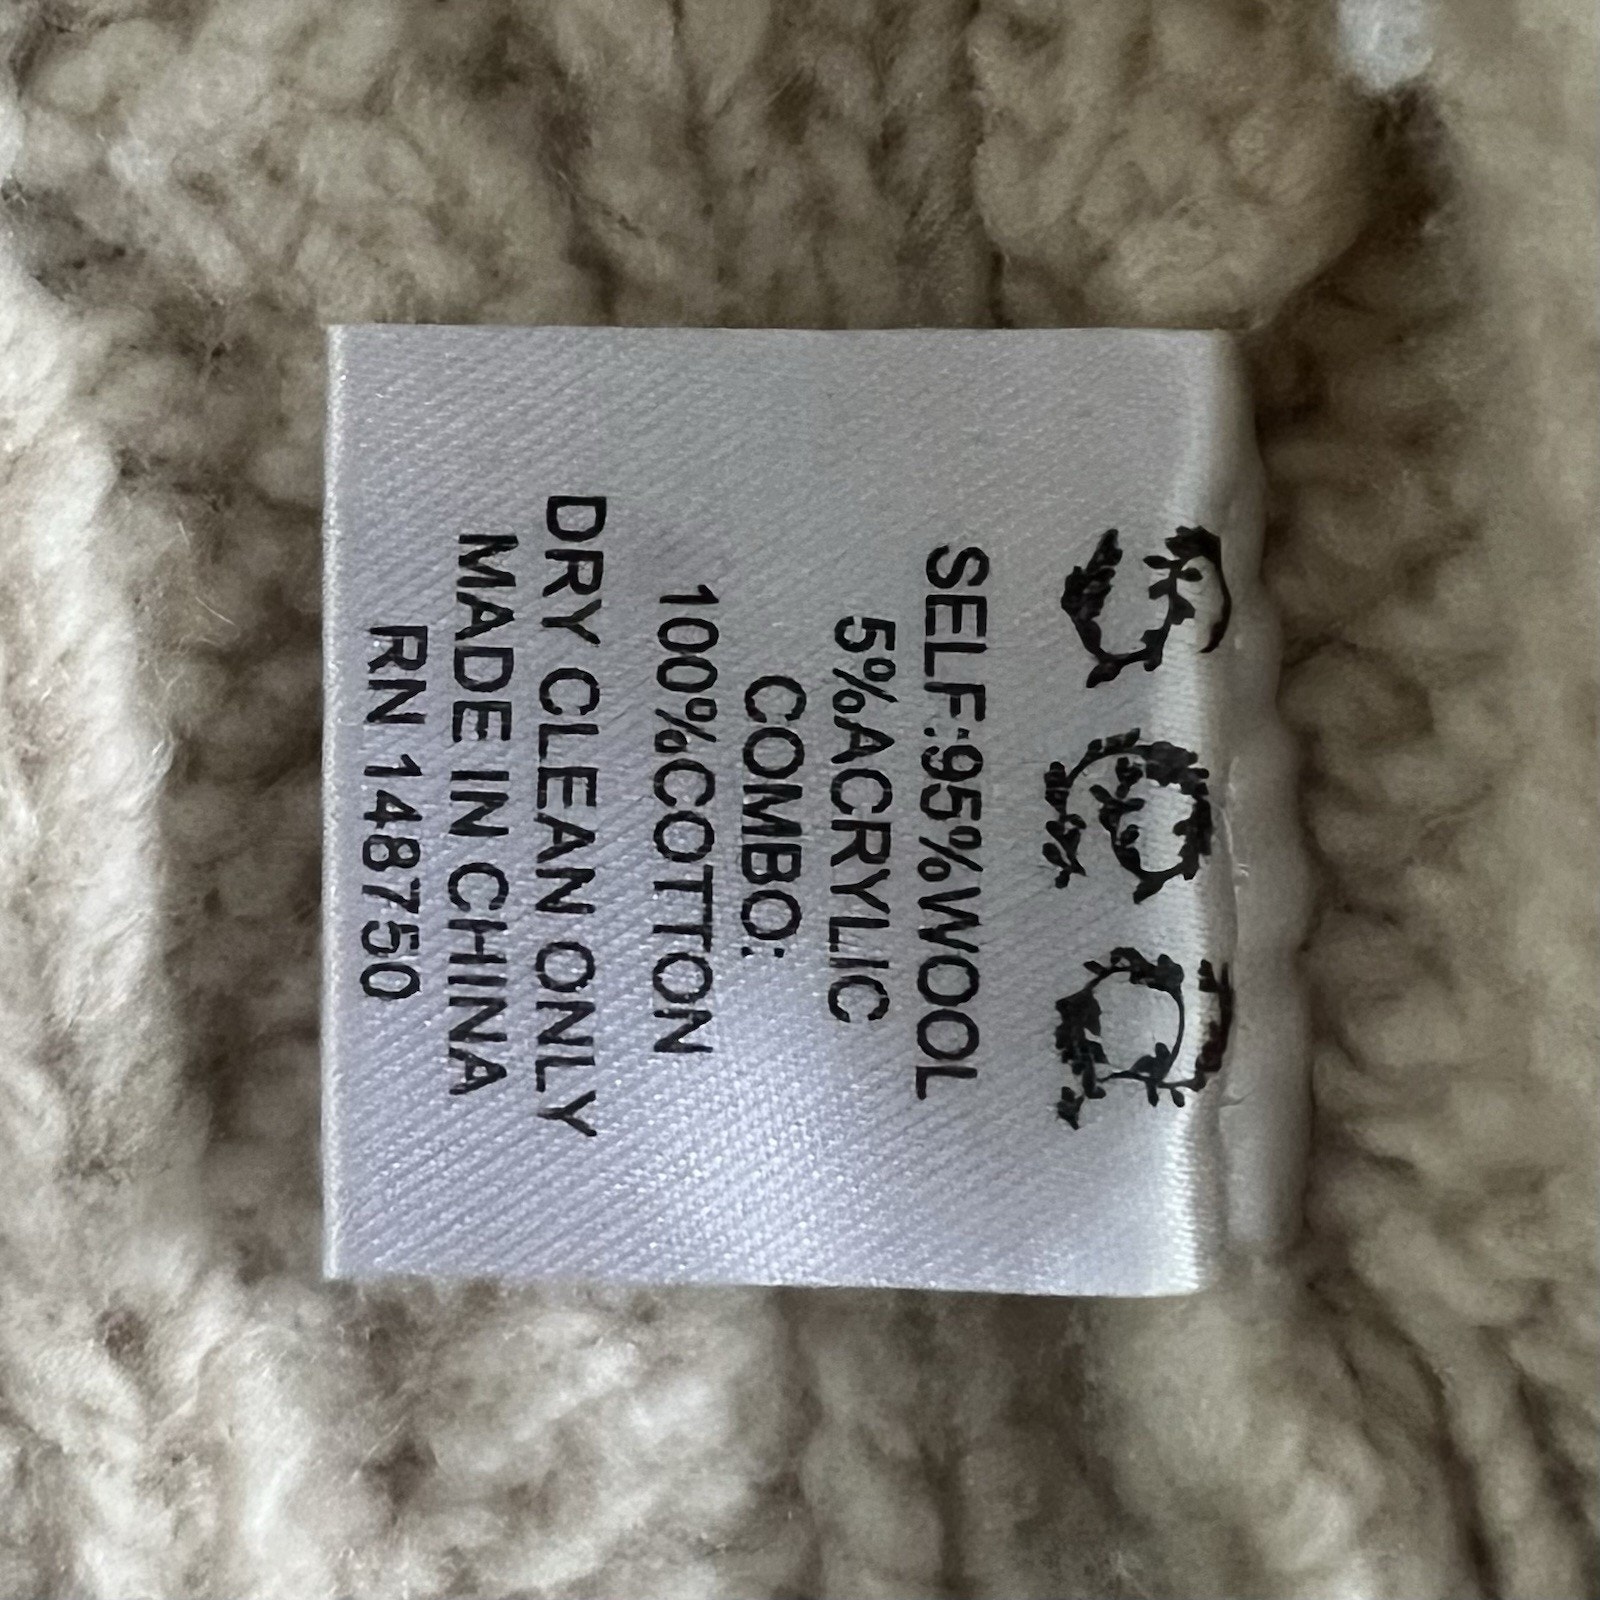 SELF:95%WOOL
5%ACRYLIC
COMBO:
100%COTTON
DRY CLEAN ONLY
MADE IN CHINA
RN 148750